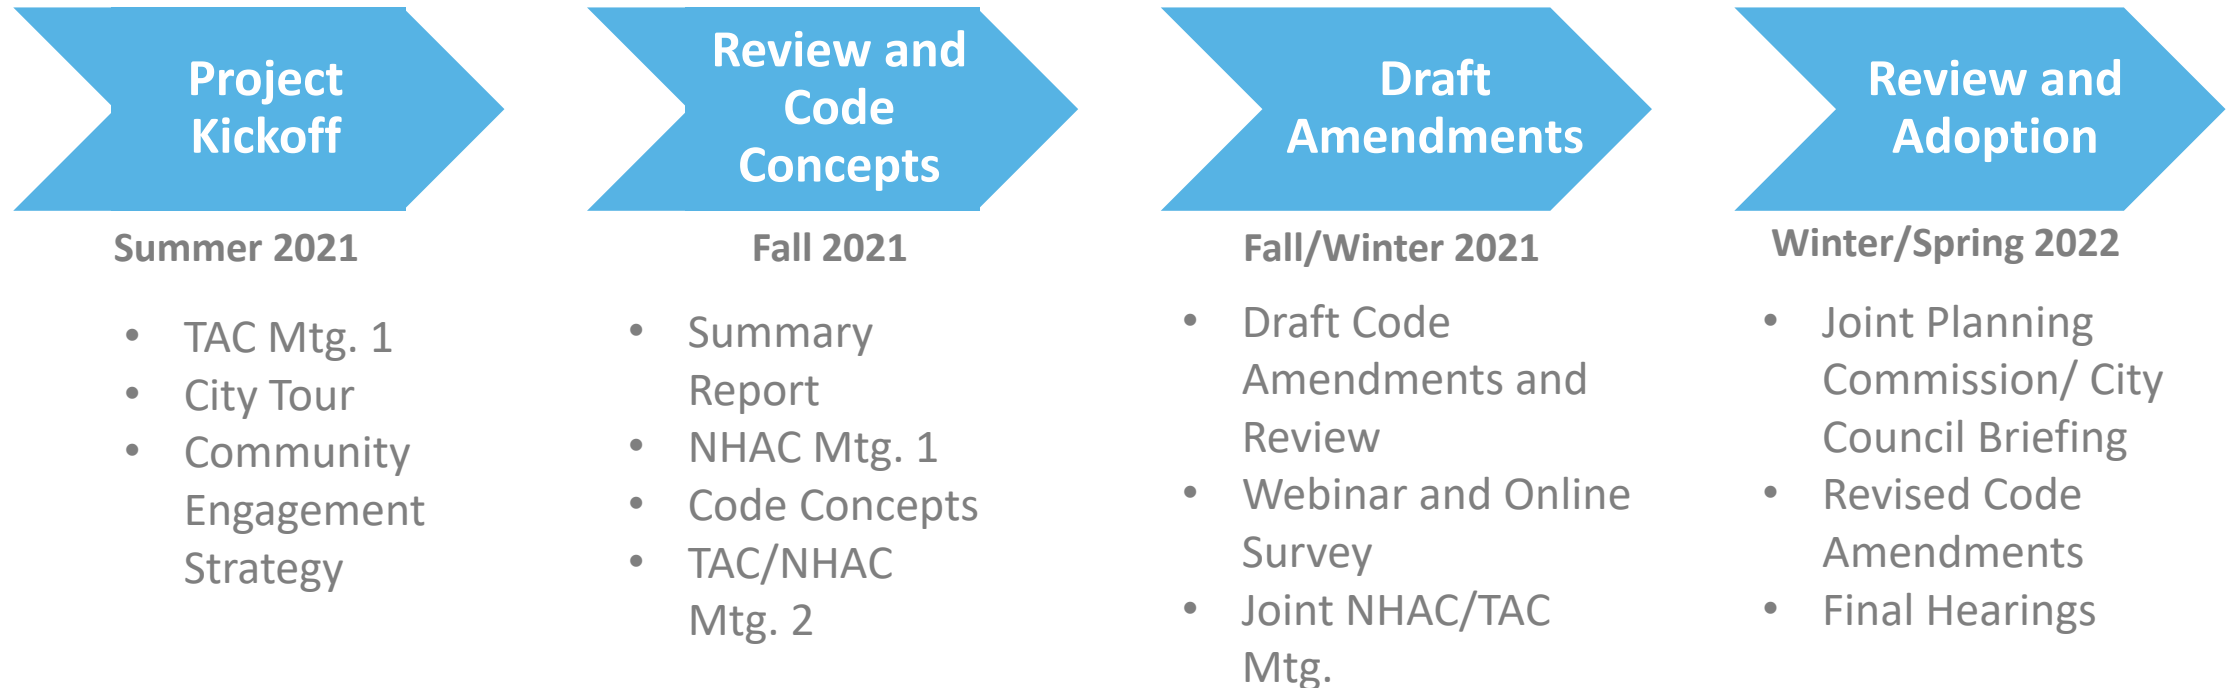 Project
Kickoff
Summer 2021
• TAC Mtg. 1
• City Tour
• Community
Engagement
Strategy
Review and
Code
Concepts
Fall 2021
• Summary
Report
• NHAC Mtg. 1
• Code Concepts
• TAC/NHAC
Mtg. 2
Draft
Amendments
Fall/Winter 2021
• Draft Code
Amendments and
Review
• Webinar and Online
Survey
• Joint NHAC/TAC
Mtg.
Review and
Adoption
Winter/Spring 2022
• Joint Planning
Commission/ City
Council Briefing
• Revised Code
Amendments
• Final Hearings